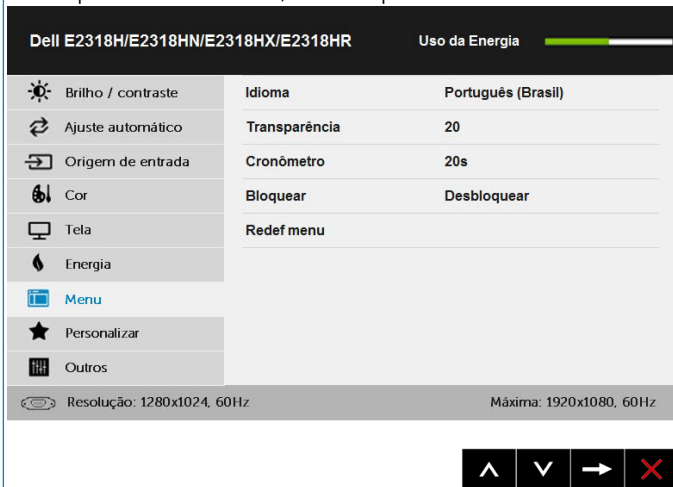 Dell E2318H/E2318HN/E2318HX/E2318HR Uso da Energia
Brilho / contraste Idioma Português (Brasil)
Ajuste automático Transparência 20
Origem de entrada Cronômetro 20s
Cor Bloquear Desbloquear
Tela Redef menu
Energia
Menu
Personalizar
Outros
Resolução: 1280x1024, 60Hz Máxima: 1920x1080, 60Hz